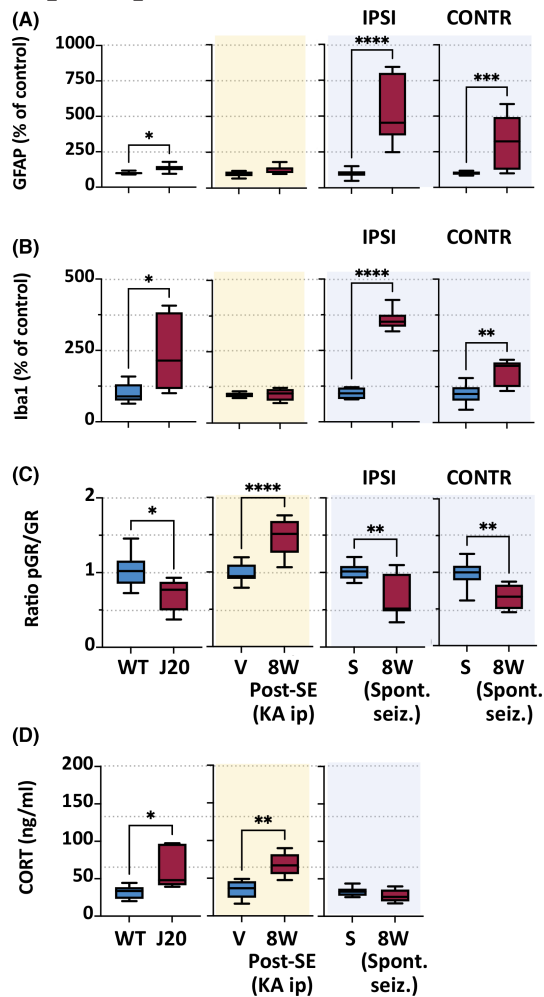 (A)
IPSI
CONTR
GFAP (% of control)
1000
750
500
250
0
*
****
***
(B)
IPSI
CONTR
Iba1 (% of control)
500
250
0
*
****
**
(C)
IPSI
CONTR
Ratio pGR/GR
2
1
0
*
****
**
**
WT J20
V 8W
Post-SE
(KA ip)
S 8W
(Spont.
seiz.)
S 8W
(Spont.
seiz.)
(D)
CORT (ng/ml)
200
150
100
50
0
*
**
WT J20
V 8W
Post-SE
(KA ip)
S 8W
(Spont.
seiz.)